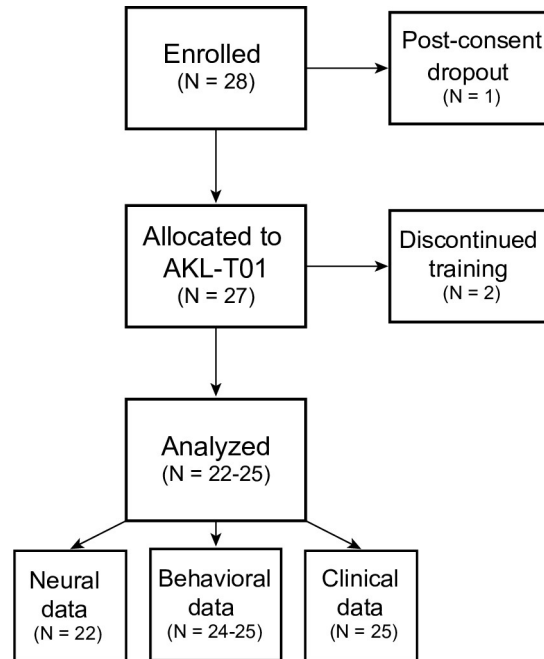 Enrolled
(N = 28)
Post-consent
dropout
(N = 1)
Allocated to
AKL-T01
(N = 27)
Discontinued
training
(N = 2)
Analyzed
(N = 22-25)
Neural
data
(N = 22)
Behavioral
data
(N = 24-25)
Clinical
data
(N = 25)